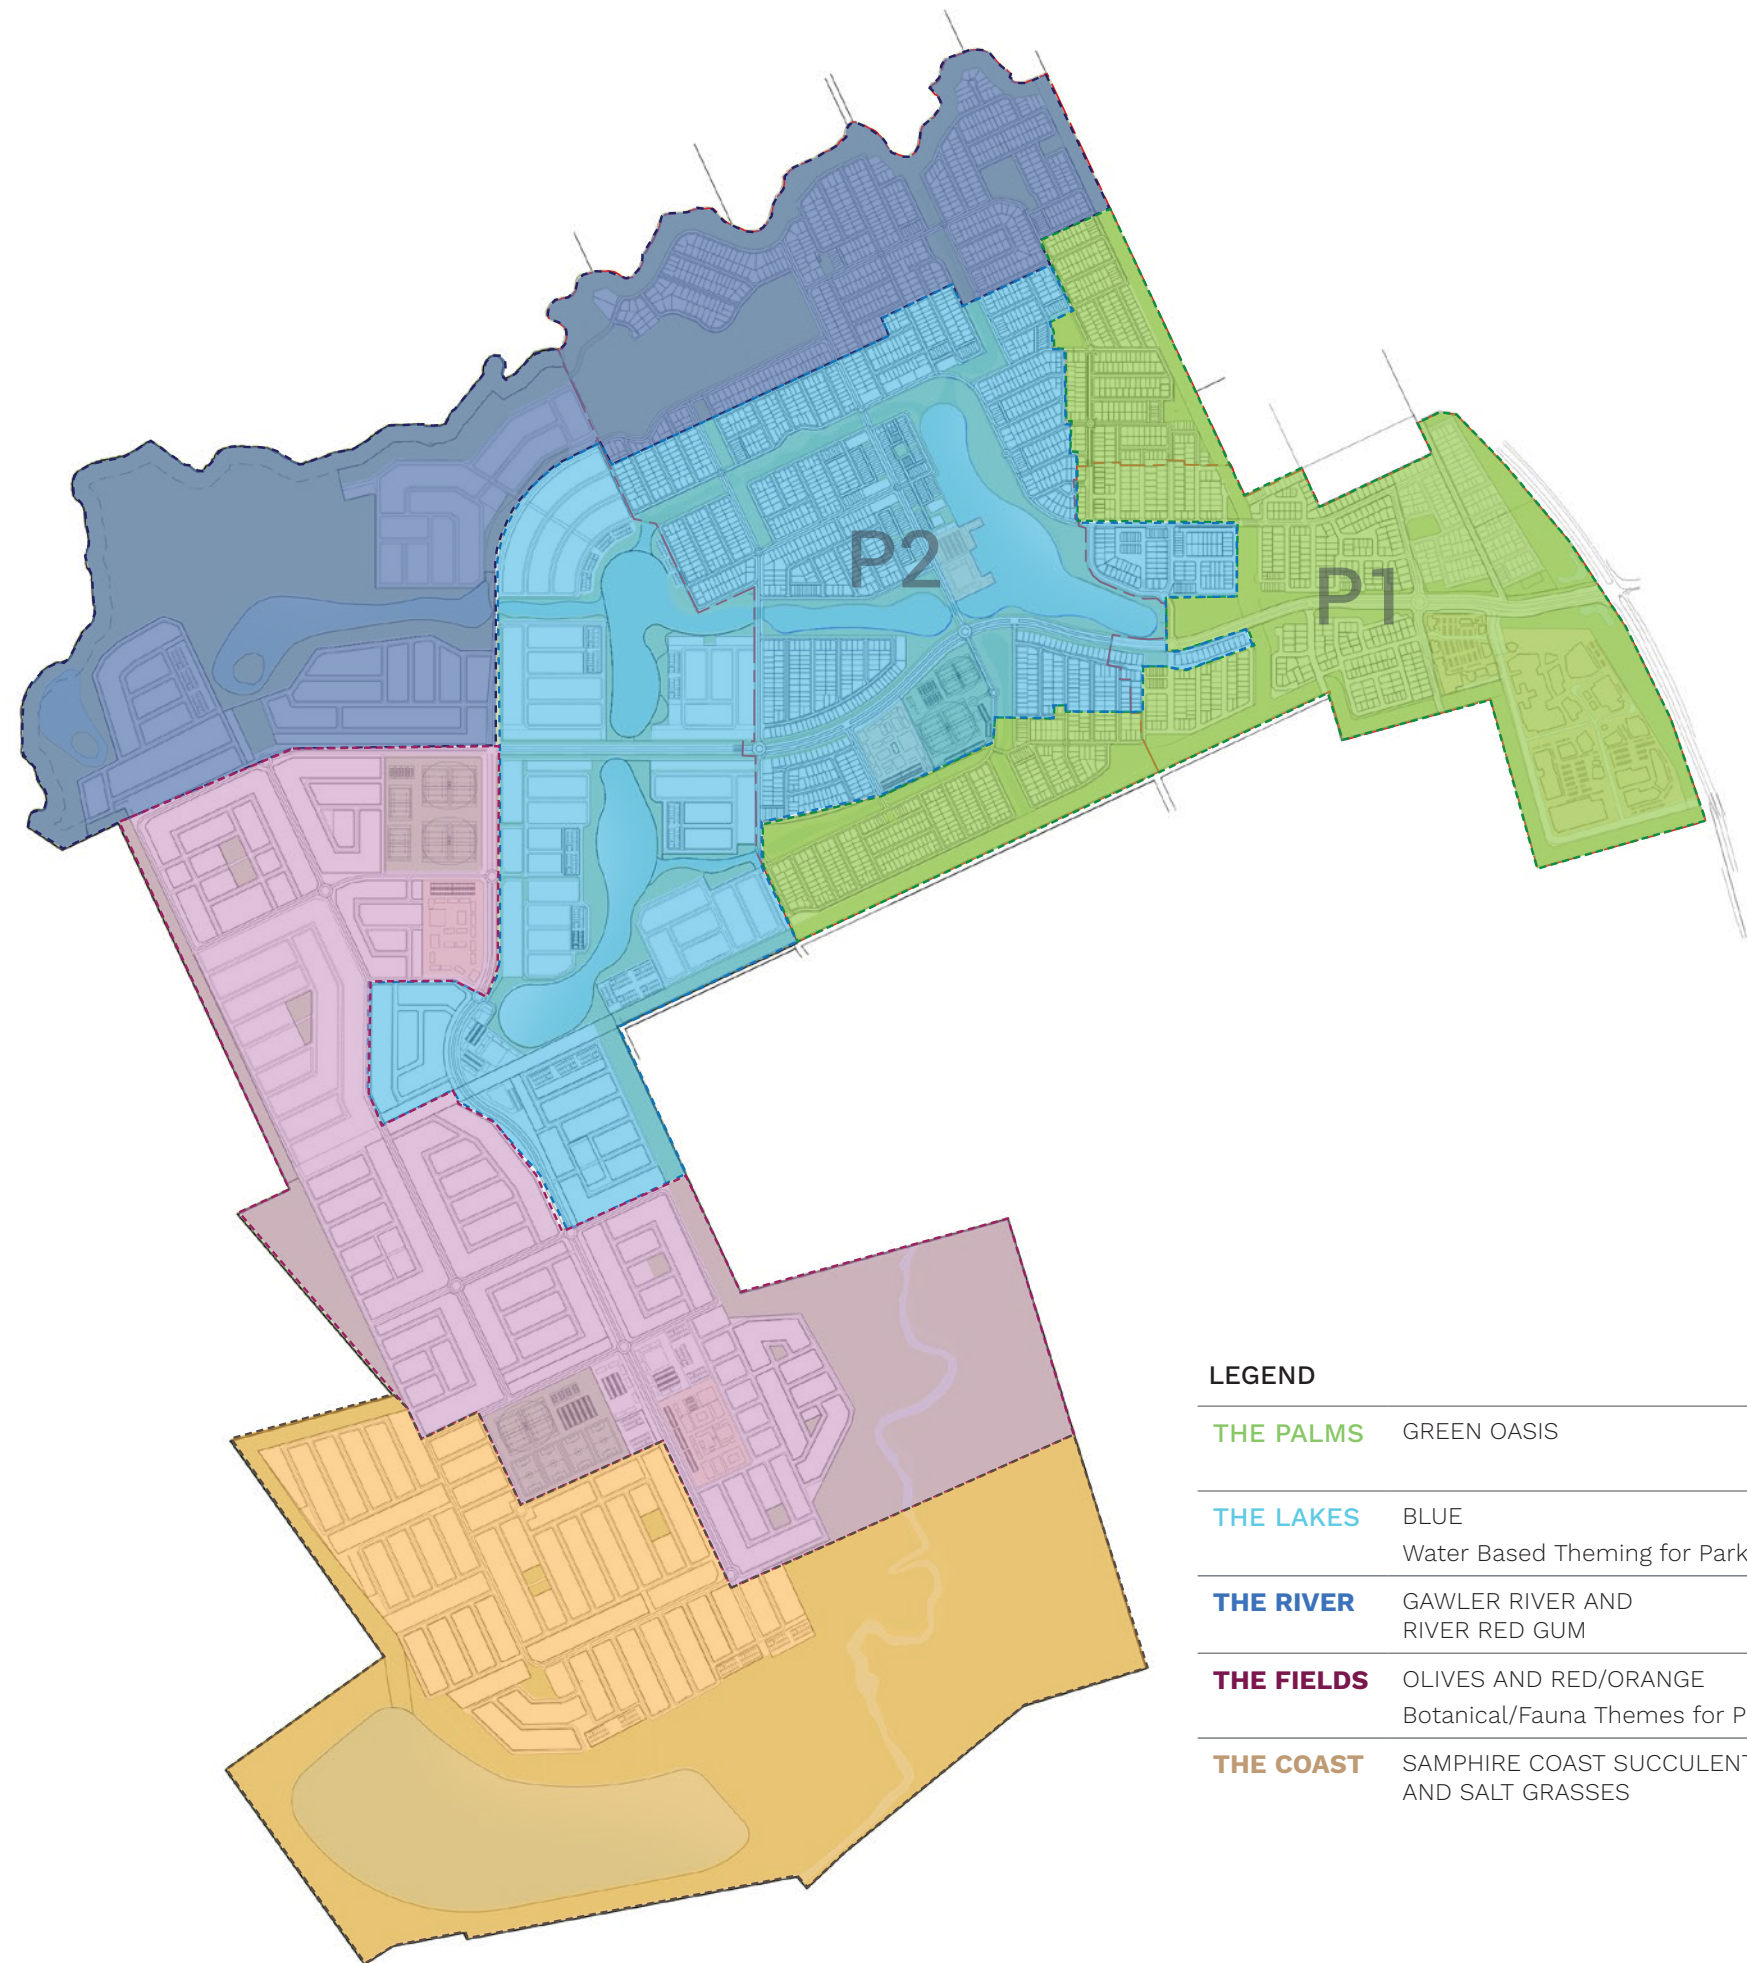 P2
P1
LEGEND
THE PALMS GREEN OASIS
THE LAKES BLUE
Water Based Theming for Park
THE RIVER GAWLER RIVER AND
RIVER RED GUM
THE FIELDS OLIVES AND RED/ORANGE
Botanical/Fauna Themes for P
THE COAST SAMPHIRE COAST SUCCULENT
AND SALT GRASSES